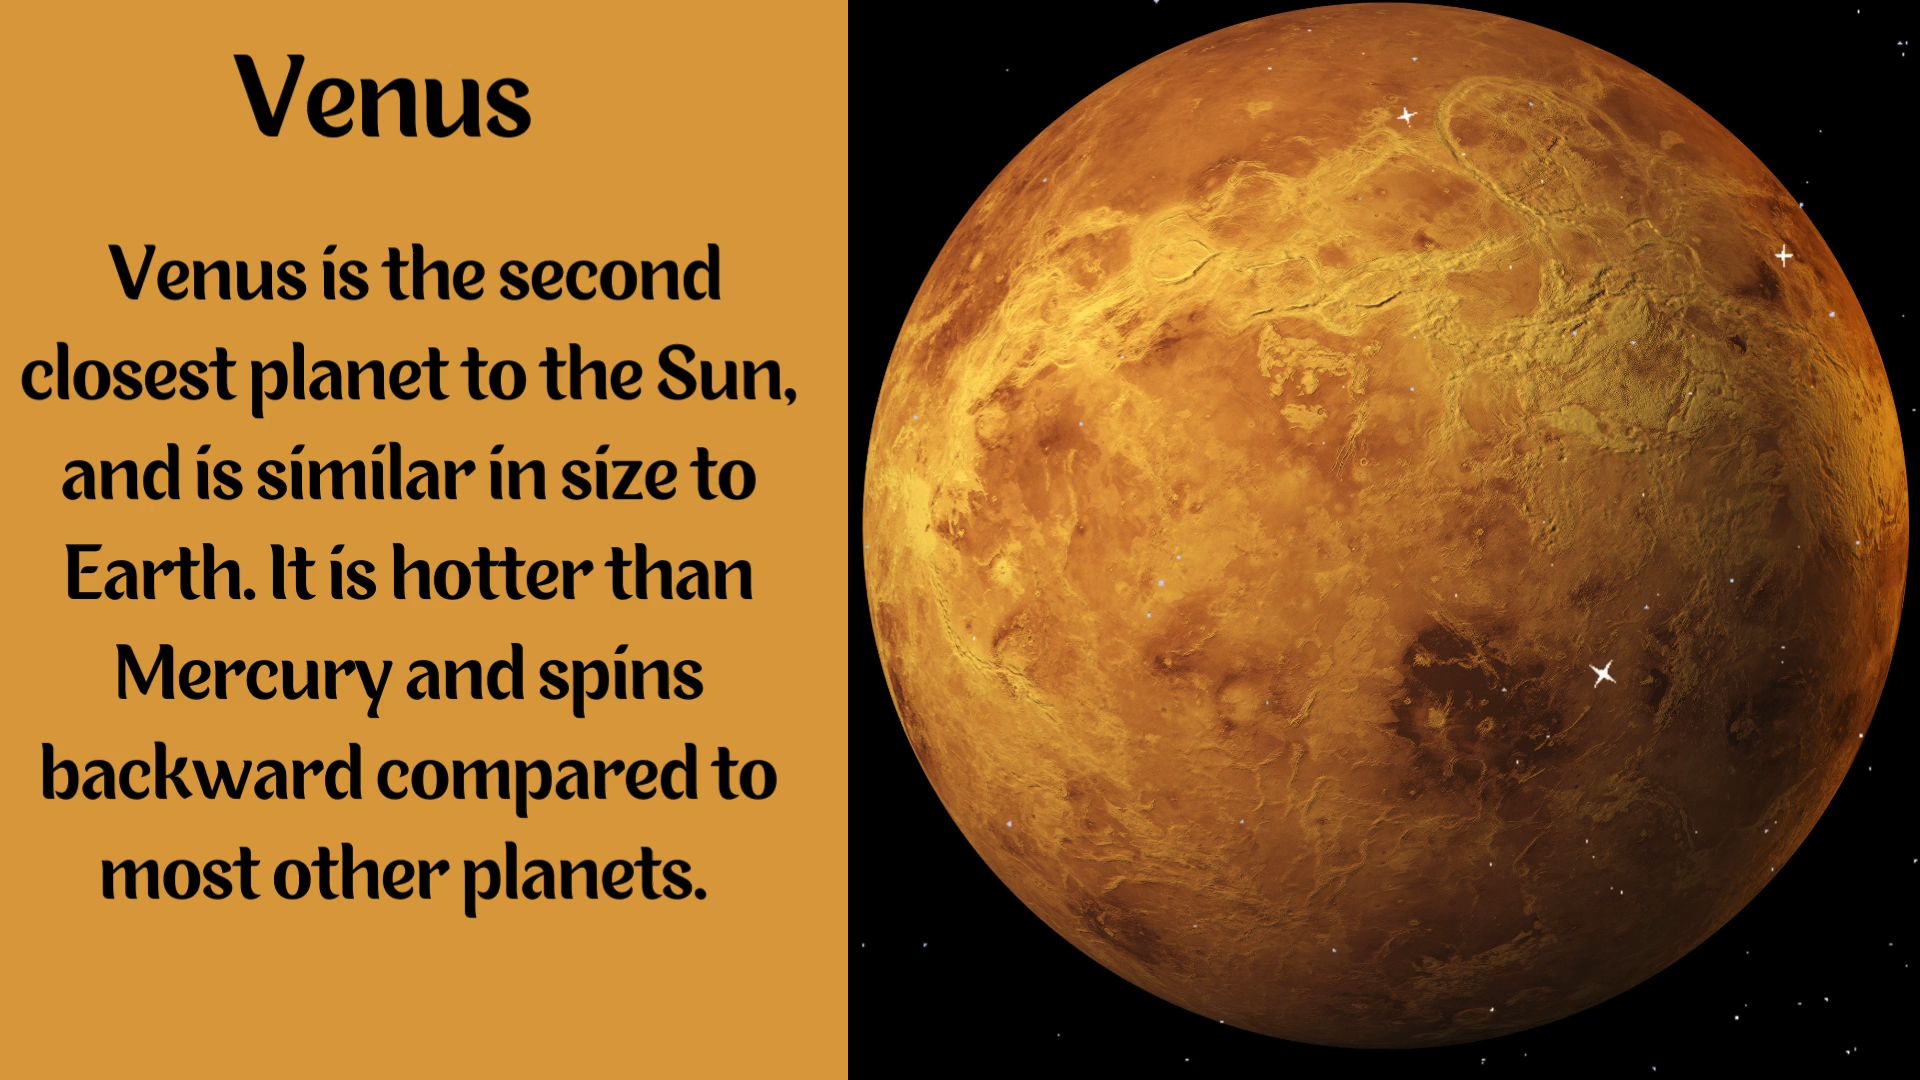 Venus
Venus is the second
closest planet to the Sun,
and is similar in size to
Earth. It is hotter than
Mercury and spins
backward compared to
most other planets.